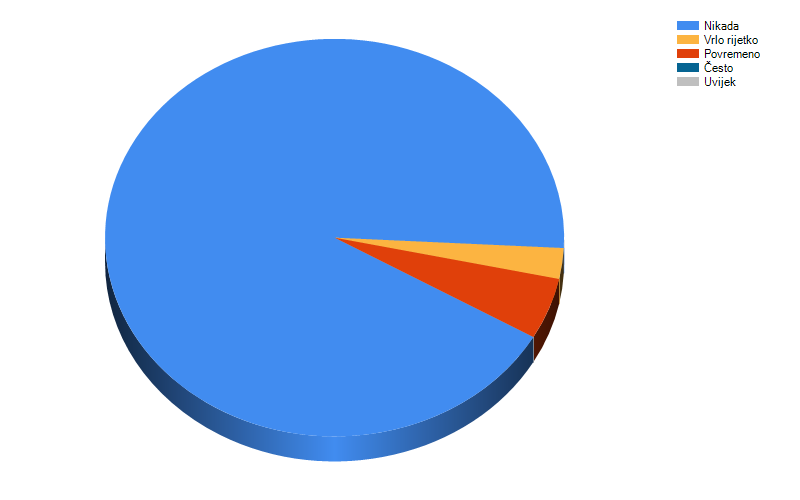 Nikada
Vrlo rijetko
Povremeno
Često
Uvijek